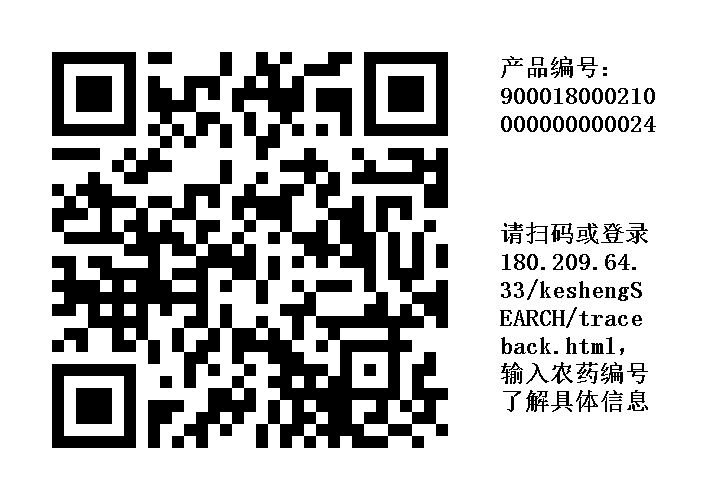 产品编号:
900018000210
000000000024
请扫码或登录
180.209.64.
33/keshengS
EARCH/trace
back.html,
输入农药编号
了解具体信息